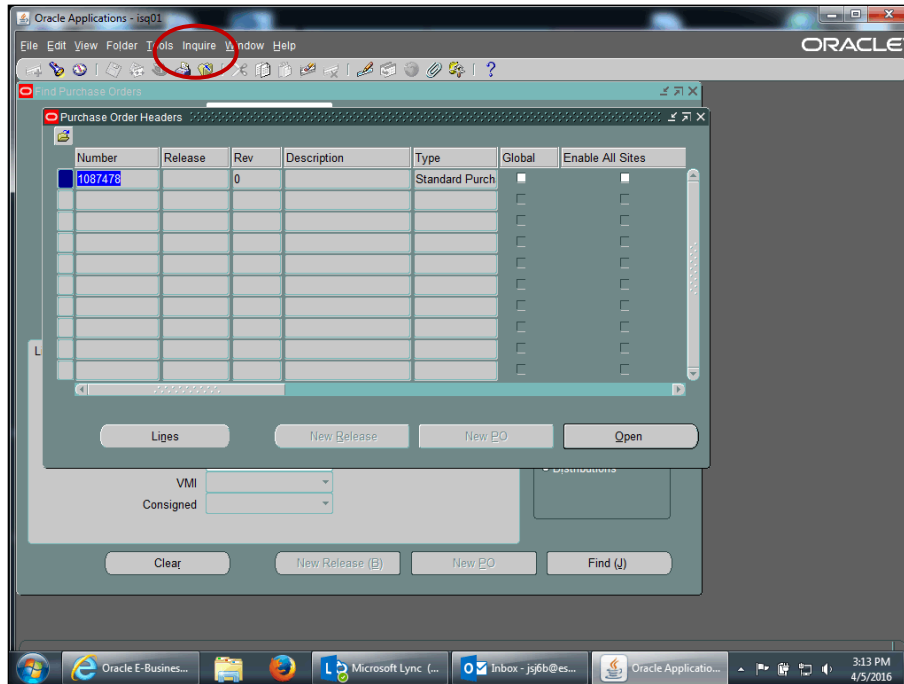 Oracle Applications - isq01
File Edit View Folder Tools Inquire Window Help
ORACLE
Find Purchase Orders
Purchase Order Headers
Number Release Rev Description Type Global Enable All Sites
1087478 0 Standard Purch
L
Lines New Release New PO Open
Distributions
VMI
Consigned
Clear New Release (B) New PO Find (J)
Oracle E-Busines... Microsoft Lync (... Inbox - jsj6b@es... Oracle Applicatio... 3:13 PM
4/5/2016